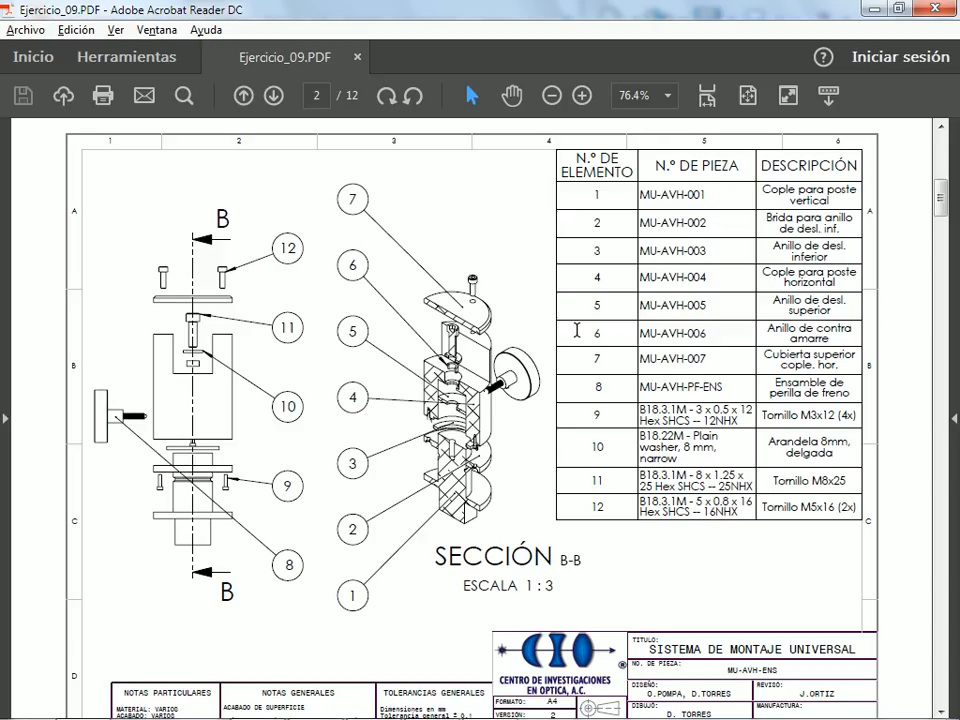 Ejercicio_09.PDF - Adobe Acrobat Reader DC
Archivo Edición Ver Ventana Ayuda
Inicio Herramientas Ejercicio_09.PDF × ? Iniciar sesión
2 / 12 76.4%
1 2 3 4 5 6
N.º DE ELEMENTO N.º DE PIEZA DESCRIPCIÓN
1 MU-AVH-001 Cople para poste vertical
2 MU-AVH-002 Brida para anillo de desl. inf.
3 MU-AVH-003 Anillo de desl. inferior
4 MU-AVH-004 Cople para poste horizontal
5 MU-AVH-005 Anillo de desl. superior
6 MU-AVH-006 Anillo de contra amarre
7 MU-AVH-007 Cubierta superior cople. hor.
8 MU-AVH-PF-ENS Ensamble de perilla de freno
9 B18.3.1M - 3 x 0.5 x 12 Hex SHCS -- 12NHX Tornillo M3x12 (4x)
10 B18.22M - Plain washer, 8 mm, narrow Arandela 8mm, delgada
11 B18.3.1M - 8 x 1.25 x 25 Hex SHCS -- 25NHX Tornillo M8x25
12 B18.3.1M - 5 x 0.8 x 16 Hex SHCS -- 16NHX Tornillo M5x16 (2x)
A A
B B
C C
D
B
12
11
10
9
8
B
7
6
5
4
3
2
1
SECCIÓN B-B
ESCALA 1 : 3
CIO
®
CENTRO DE INVESTIGACIONES
EN ÓPTICA, A.C.
FORMATO: A4
VERSIÓN: 2
TITULO:
SISTEMA DE MONTAJE UNIVERSAL
NO. DE PIEZA:
MU-AVH-ENS
DISEÑO: REVISO: MANUFACTURA:
O.POMPA, D.TORRES J.ORTIZ
DIBUJO:
D. TORRES
NOTAS PARTICULARES NOTAS GENERALES TOLERANCIAS GENERALES
MATERIAL: VARIOS
ACABADO: VARIOS
ACABADO DE SUPERFICIE
Dimensiones en mm
Tolerancia general ± 0.1